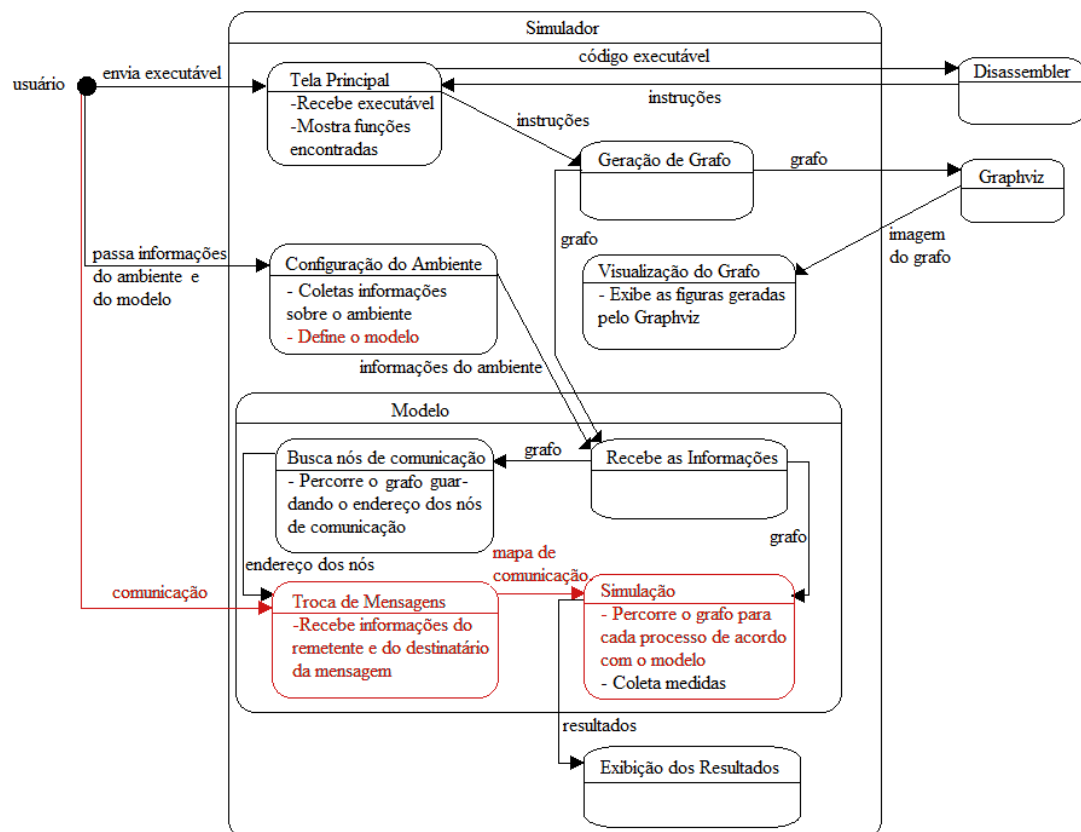 Simulador
usuário
envia executável
Tela Principal
-Recebe executável
-Mostra funções
encontradas
código executável
instruções
Disassembler
instruções
Geração de Grafo
grafo
Graphviz
imagem
do grafo
grafo
Visualização do Grafo
- Exibe as figuras geradas
pelo Graphviz
passa informações
do ambiente e
do modelo
Configuração do Ambiente
- Coletas informações
sobre o ambiente
- Define o modelo
informações do ambiente
Modelo
Busca nós de comunicação
- Percorre o grafo guar-
dando o endereço dos nós
de comunicação
grafo
Recebe as Informações
grafo
endereço dos nós
comunicação
Troca de Mensagens
-Recebe informações do
remetente e do destinatário
da mensagem
mapa de
comunicação
Simulação
- Percorre o grafo para
cada processo de acordo
com o modelo
- Coleta medidas
resultados
Exibição dos Resultados